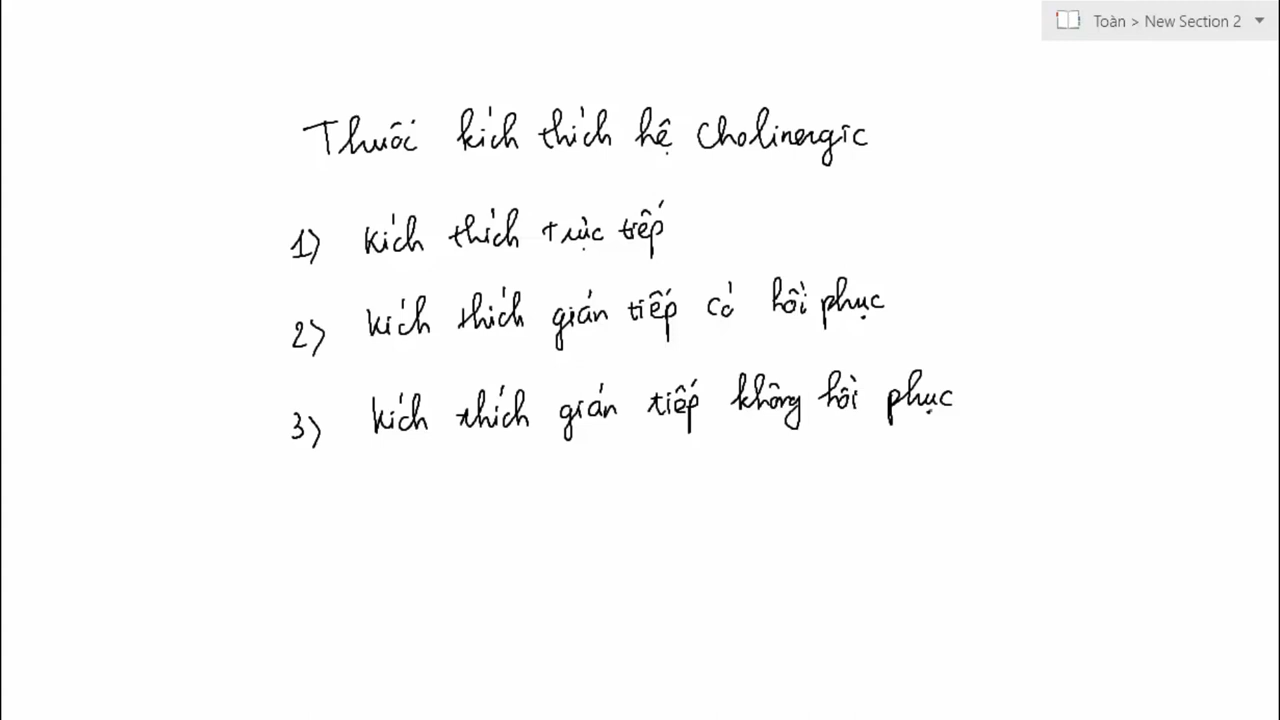 Toàn > New Section 2
Thuốc kích thích hệ Cholinergic
1) Kích thích trực tiếp
2) Kích thích gián tiếp có hồi phục
3) Kích thích gián tiếp không hồi phục